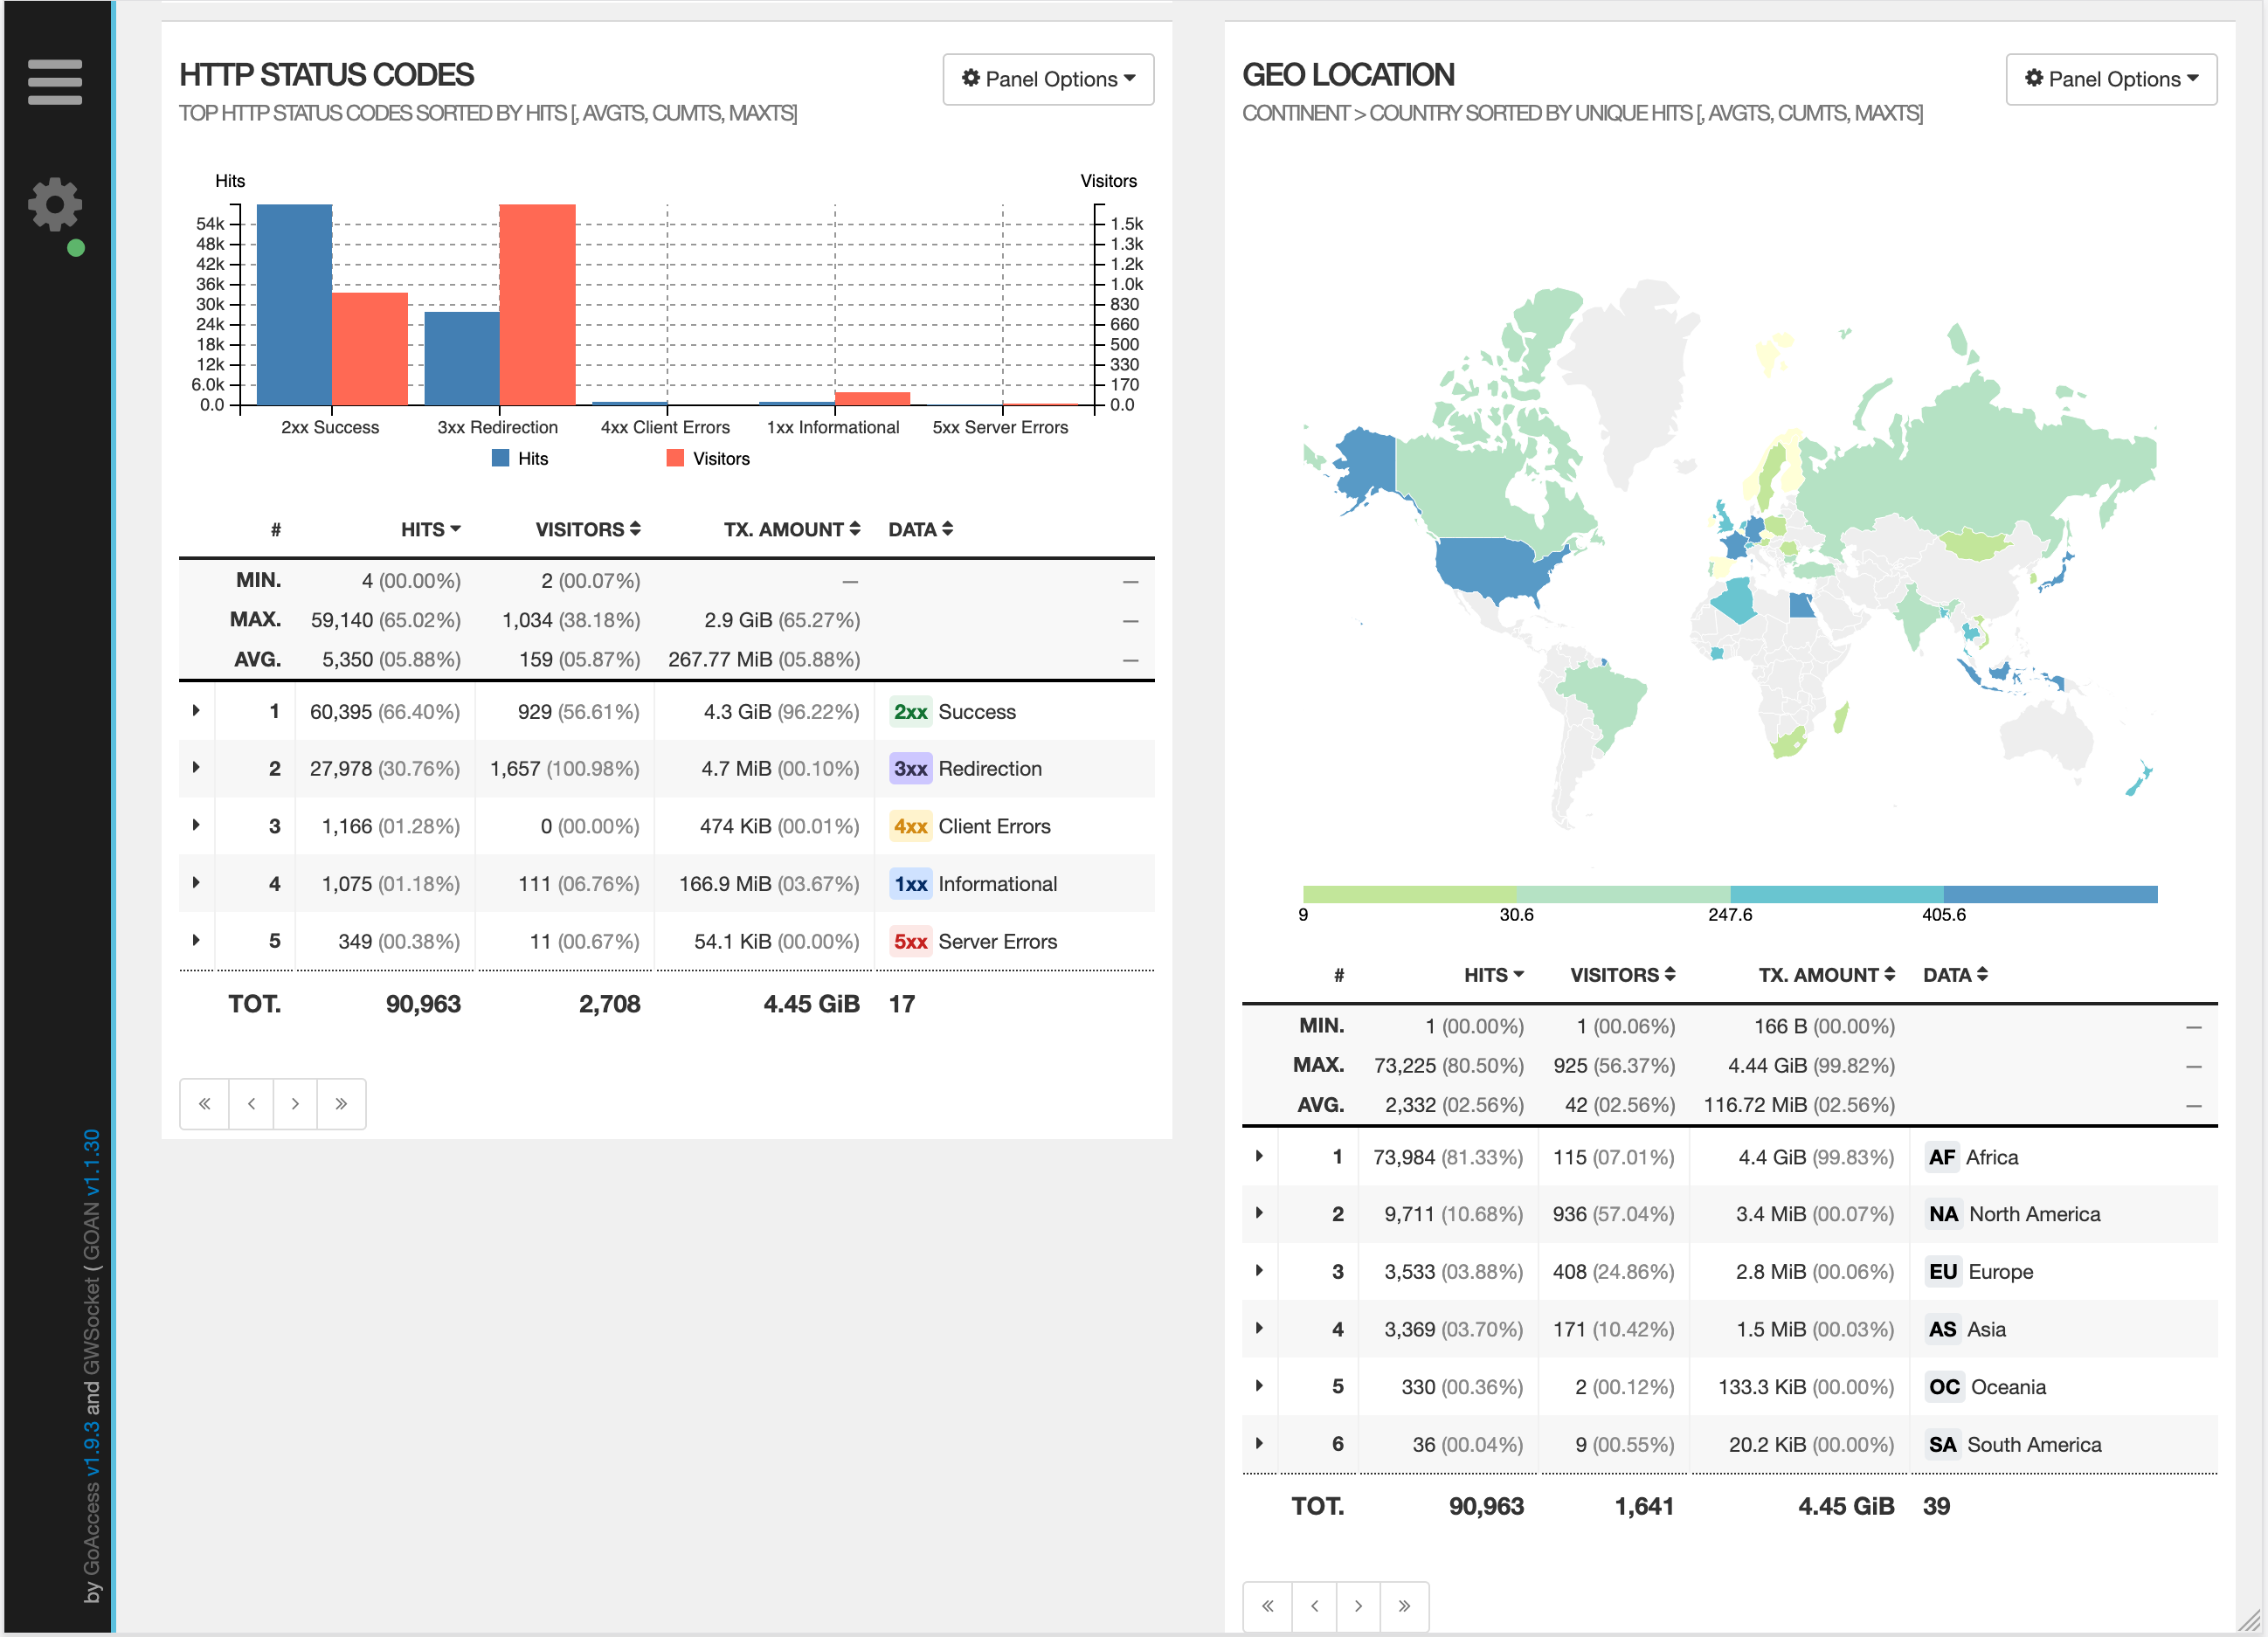 HTTP STATUS CODES
Panel Options
TOP HTTP STATUS CODES SORTED BY HITS [, AVGTS, CUMTS, MAXTS]
Hits Visitors
54k 1.5k
48k 1.3k
42k 1.2k
36k 1.0k
30k 830
24k 660
18k 500
12k 330
6.0k 170
0.0 0.0
2xx Success 3xx Redirection 4xx Client Errors 1xx Informational 5xx Server Errors
Hits Visitors
# HITS VISITORS TX. AMOUNT DATA
MIN. 4 (00.00%) 2 (00.07%) — —
MAX. 59,140 (65.02%) 1,034 (38.18%) 2.9 GiB (65.27%) —
AVG. 5,350 (05.88%) 159 (05.87%) 267.77 MiB (05.88%) —
1 60,395 (66.40%) 929 (56.61%) 4.3 GiB (96.22%) 2xx Success
2 27,978 (30.76%) 1,657 (100.98%) 4.7 MiB (00.10%) 3xx Redirection
3 1,166 (01.28%) 0 (00.00%) 474 KiB (00.01%) 4xx Client Errors
4 1,075 (01.18%) 111 (06.76%) 166.9 MiB (03.67%) 1xx Informational
5 349 (00.38%) 11 (00.67%) 54.1 KiB (00.00%) 5xx Server Errors
TOT. 90,963 2,708 4.45 GiB 17
« ‹ › »
GEO LOCATION
Panel Options
CONTINENT > COUNTRY SORTED BY UNIQUE HITS [, AVGTS, CUMTS, MAXTS]
9 30.6 247.6 405.6
# HITS VISITORS TX. AMOUNT DATA
MIN. 1 (00.00%) 1 (00.06%) 166 B (00.00%) —
MAX. 73,225 (80.50%) 925 (56.37%) 4.44 GiB (99.82%) —
AVG. 2,332 (02.56%) 42 (02.56%) 116.72 MiB (02.56%) —
1 73,984 (81.33%) 115 (07.01%) 4.4 GiB (99.83%) AF Africa
2 9,711 (10.68%) 936 (57.04%) 3.4 MiB (00.07%) NA North America
3 3,533 (03.88%) 408 (24.86%) 2.8 MiB (00.06%) EU Europe
4 3,369 (03.70%) 171 (10.42%) 1.5 MiB (00.03%) AS Asia
5 330 (00.36%) 2 (00.12%) 133.3 KiB (00.00%) OC Oceania
6 36 (00.04%) 9 (00.55%) 20.2 KiB (00.00%) SA South America
TOT. 90,963 1,641 4.45 GiB 39
« ‹ › »
by GoAccess v1.9.3 and GWSocket ( GOAN v1.1.30